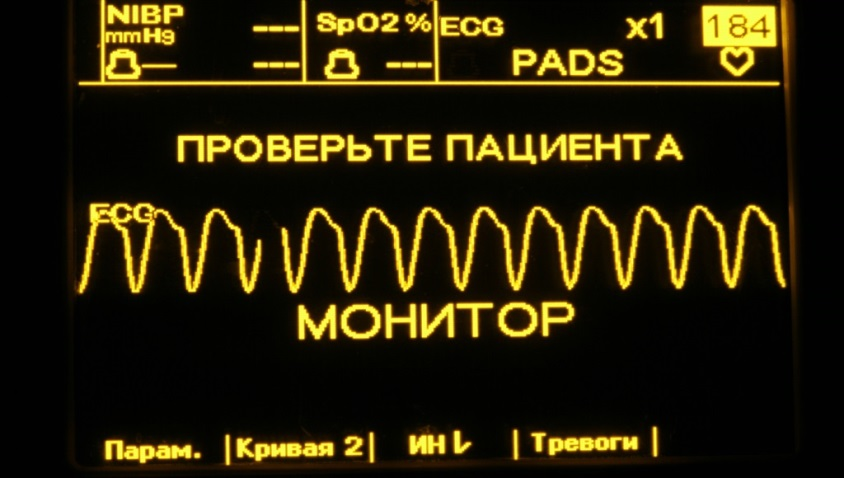 NIBP --- SpO2 % ECG x1 184
mmHg
--- --- PADS
ПРОВЕРЬТЕ ПАЦИЕНТА
ECG
МОНИТОР
Парам. |Кривая 2| ИН |Тревоги|